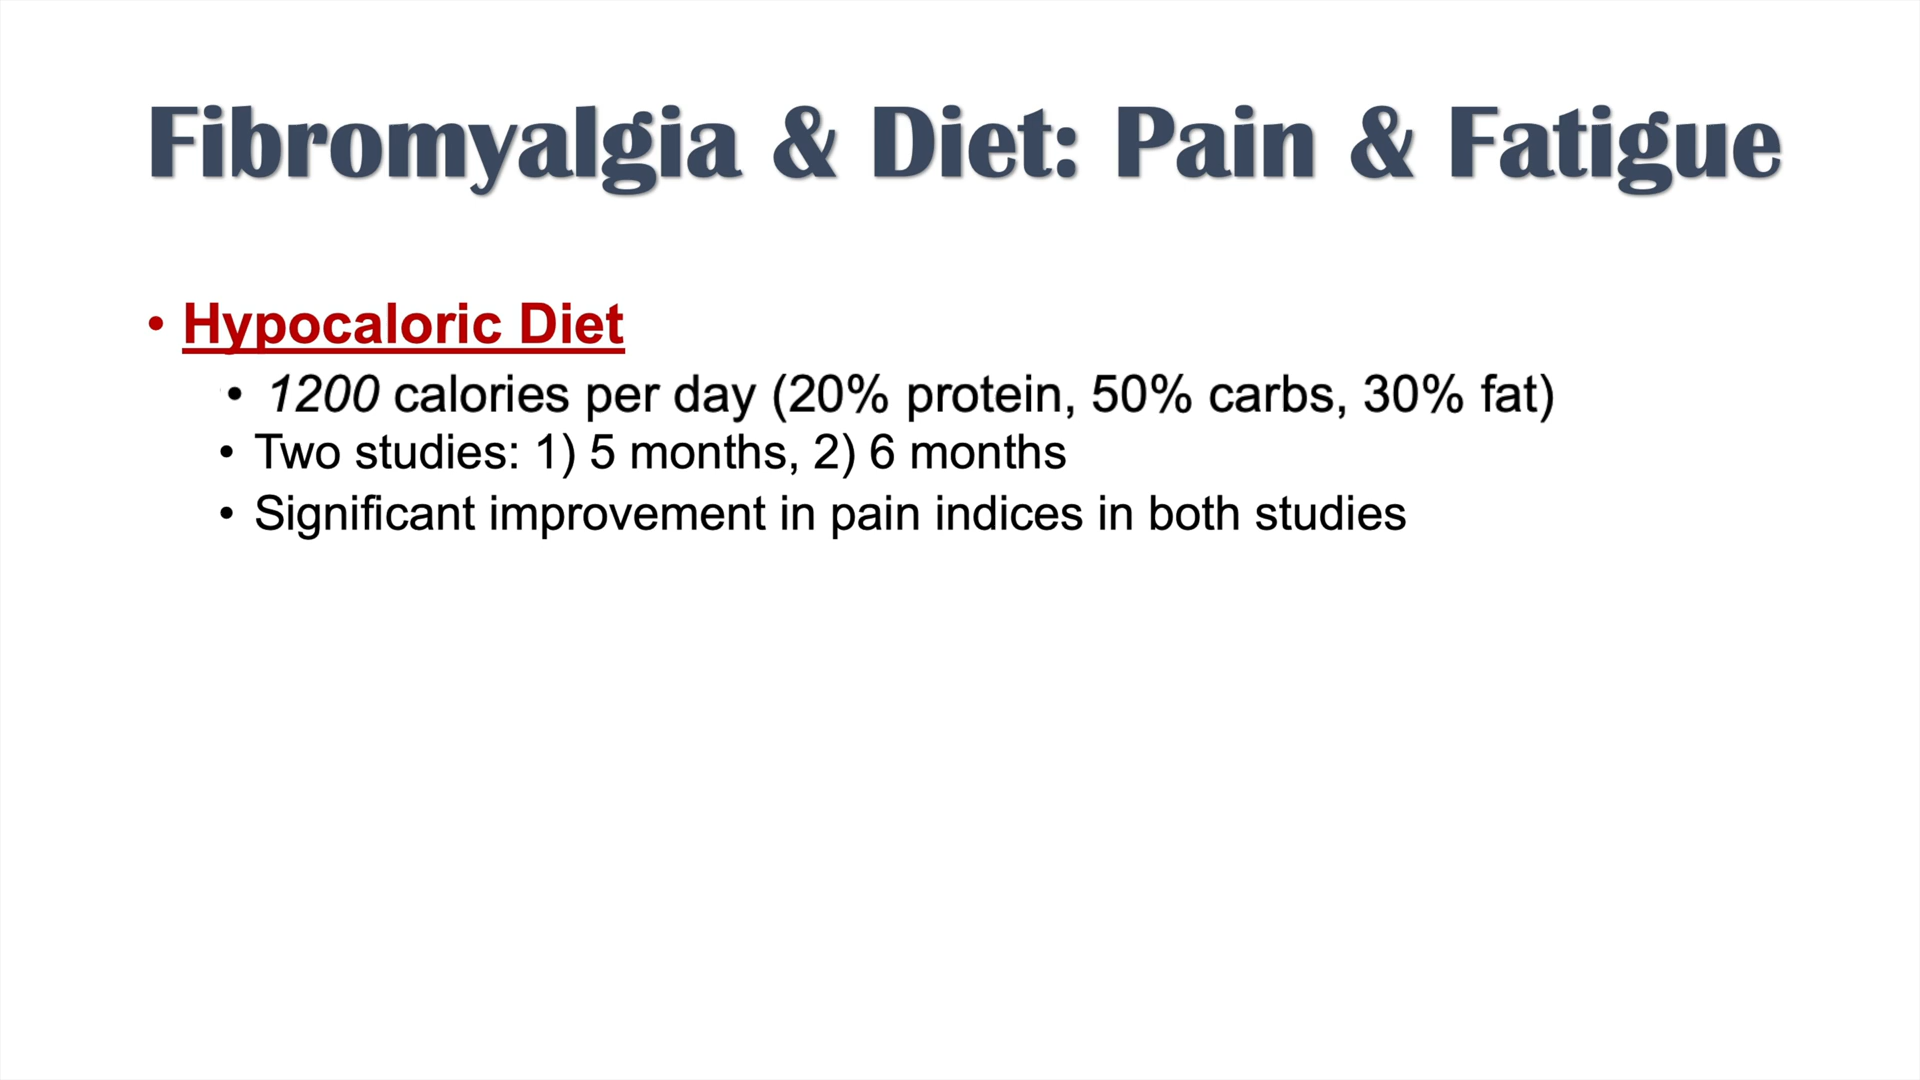 Fibromyalgia & Diet: Pain & Fatigue
• Hypocaloric Diet
• 1200 calories per day (20% protein, 50% carbs, 30% fat)
• Two studies: 1) 5 months, 2) 6 months
• Significant improvement in pain indices in both studies